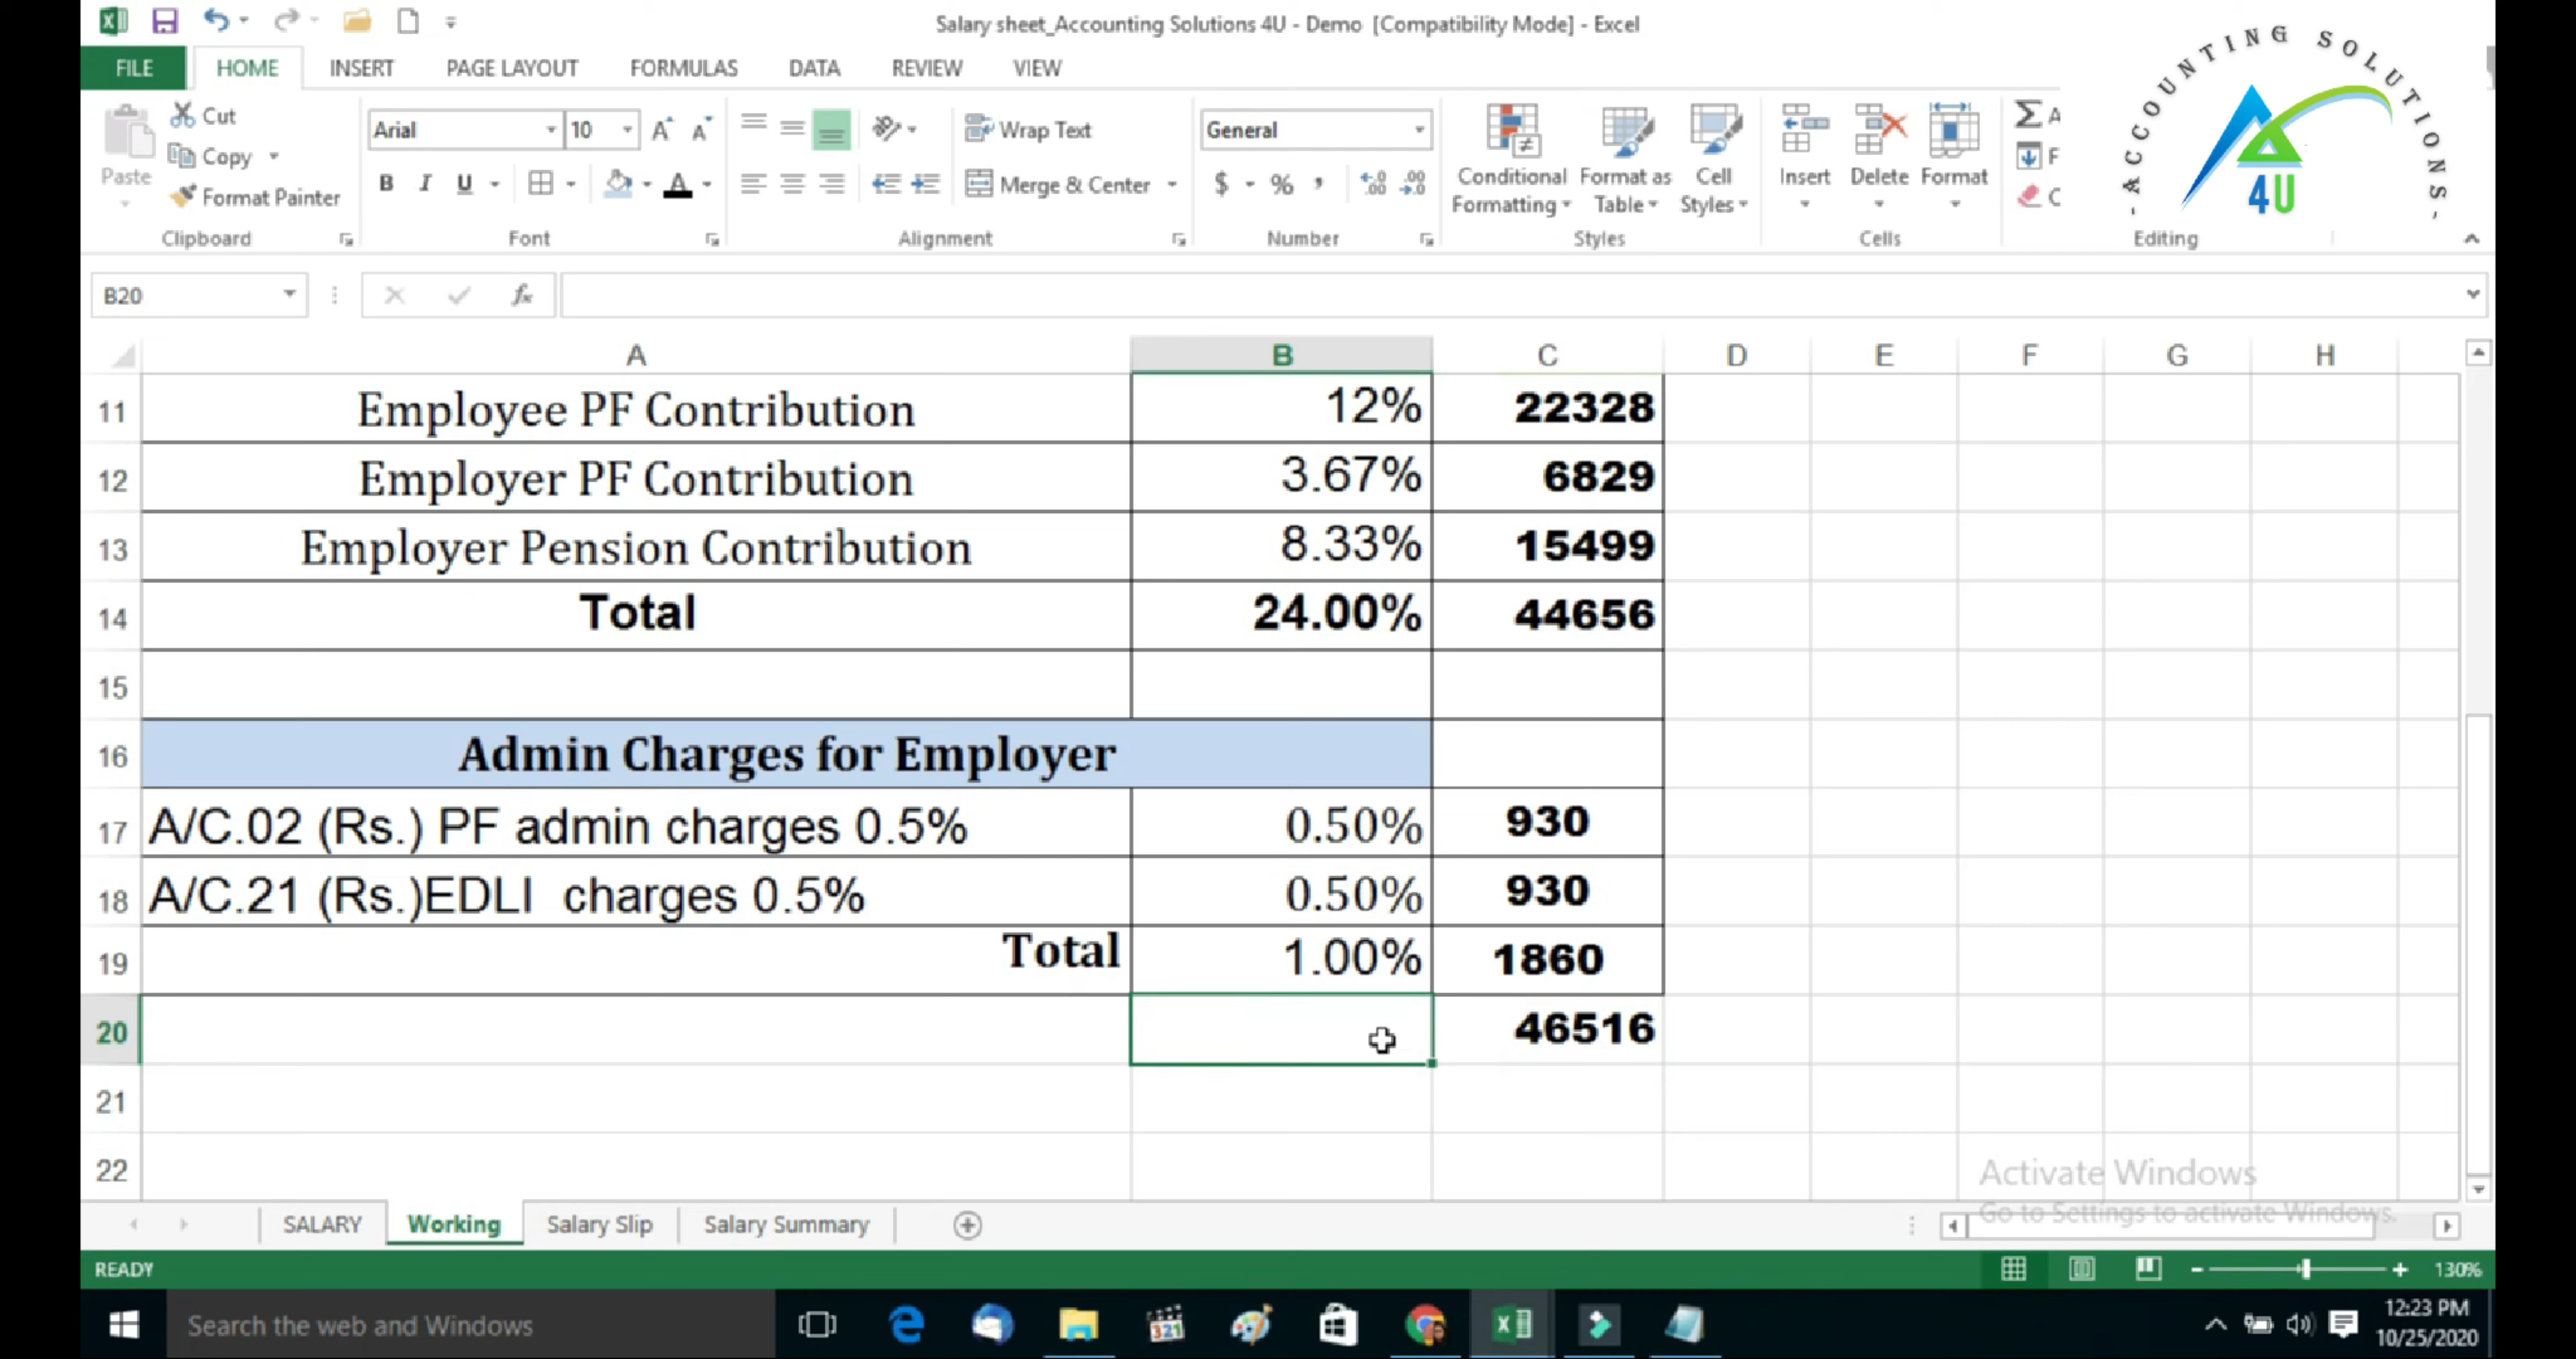 Salary sheet_Accounting Solutions 4U - Demo [Compatibility Mode] - Excel
FILE HOME INSERT PAGE LAYOUT FORMULAS DATA REVIEW VIEW
- ACCOUNTING SOLUTIONS -
4U
Paste
Cut
Copy
Format Painter
Clipboard
Arial 10
B I U
Font
Wrap Text
Merge & Center
Alignment
General
$ % ,
Number
Conditional Formatting
Format as Table
Cell Styles
Styles
Insert Delete Format
Cells
Editing
B20
fx
A B C D E F G H
11 Employee PF Contribution 12% 22328
12 Employer PF Contribution 3.67% 6829
13 Employer Pension Contribution 8.33% 15499
14 Total 24.00% 44656
15
16 Admin Charges for Employer
17 A/C.02 (Rs.) PF admin charges 0.5% 0.50% 930
18 A/C.21 (Rs.)EDLI charges 0.5% 0.50% 930
19 Total 1.00% 1860
20 46516
21
22
Activate Windows
Go to Settings to activate Windows.
SALARY Working Salary Slip Salary Summary
READY 130%
Search the web and Windows
321
12:23 PM
10/25/2020